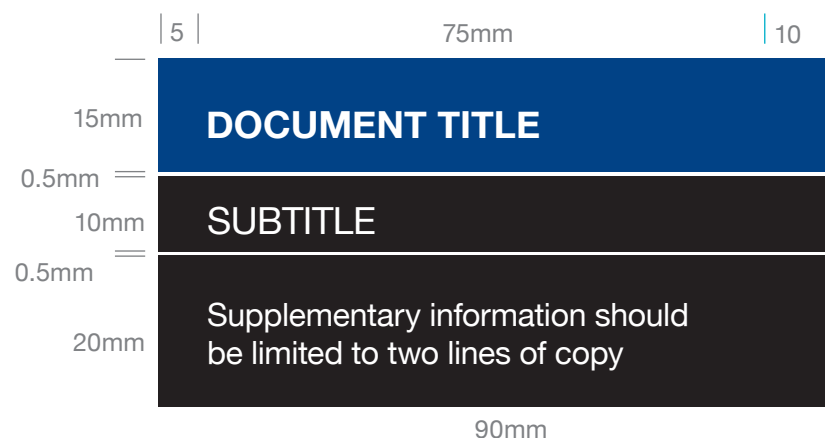 5 75mm 10
15mm
DOCUMENT TITLE
0.5mm
10mm
SUBTITLE
0.5mm
Supplementary information should
be limited to two lines of copy
20mm
90mm